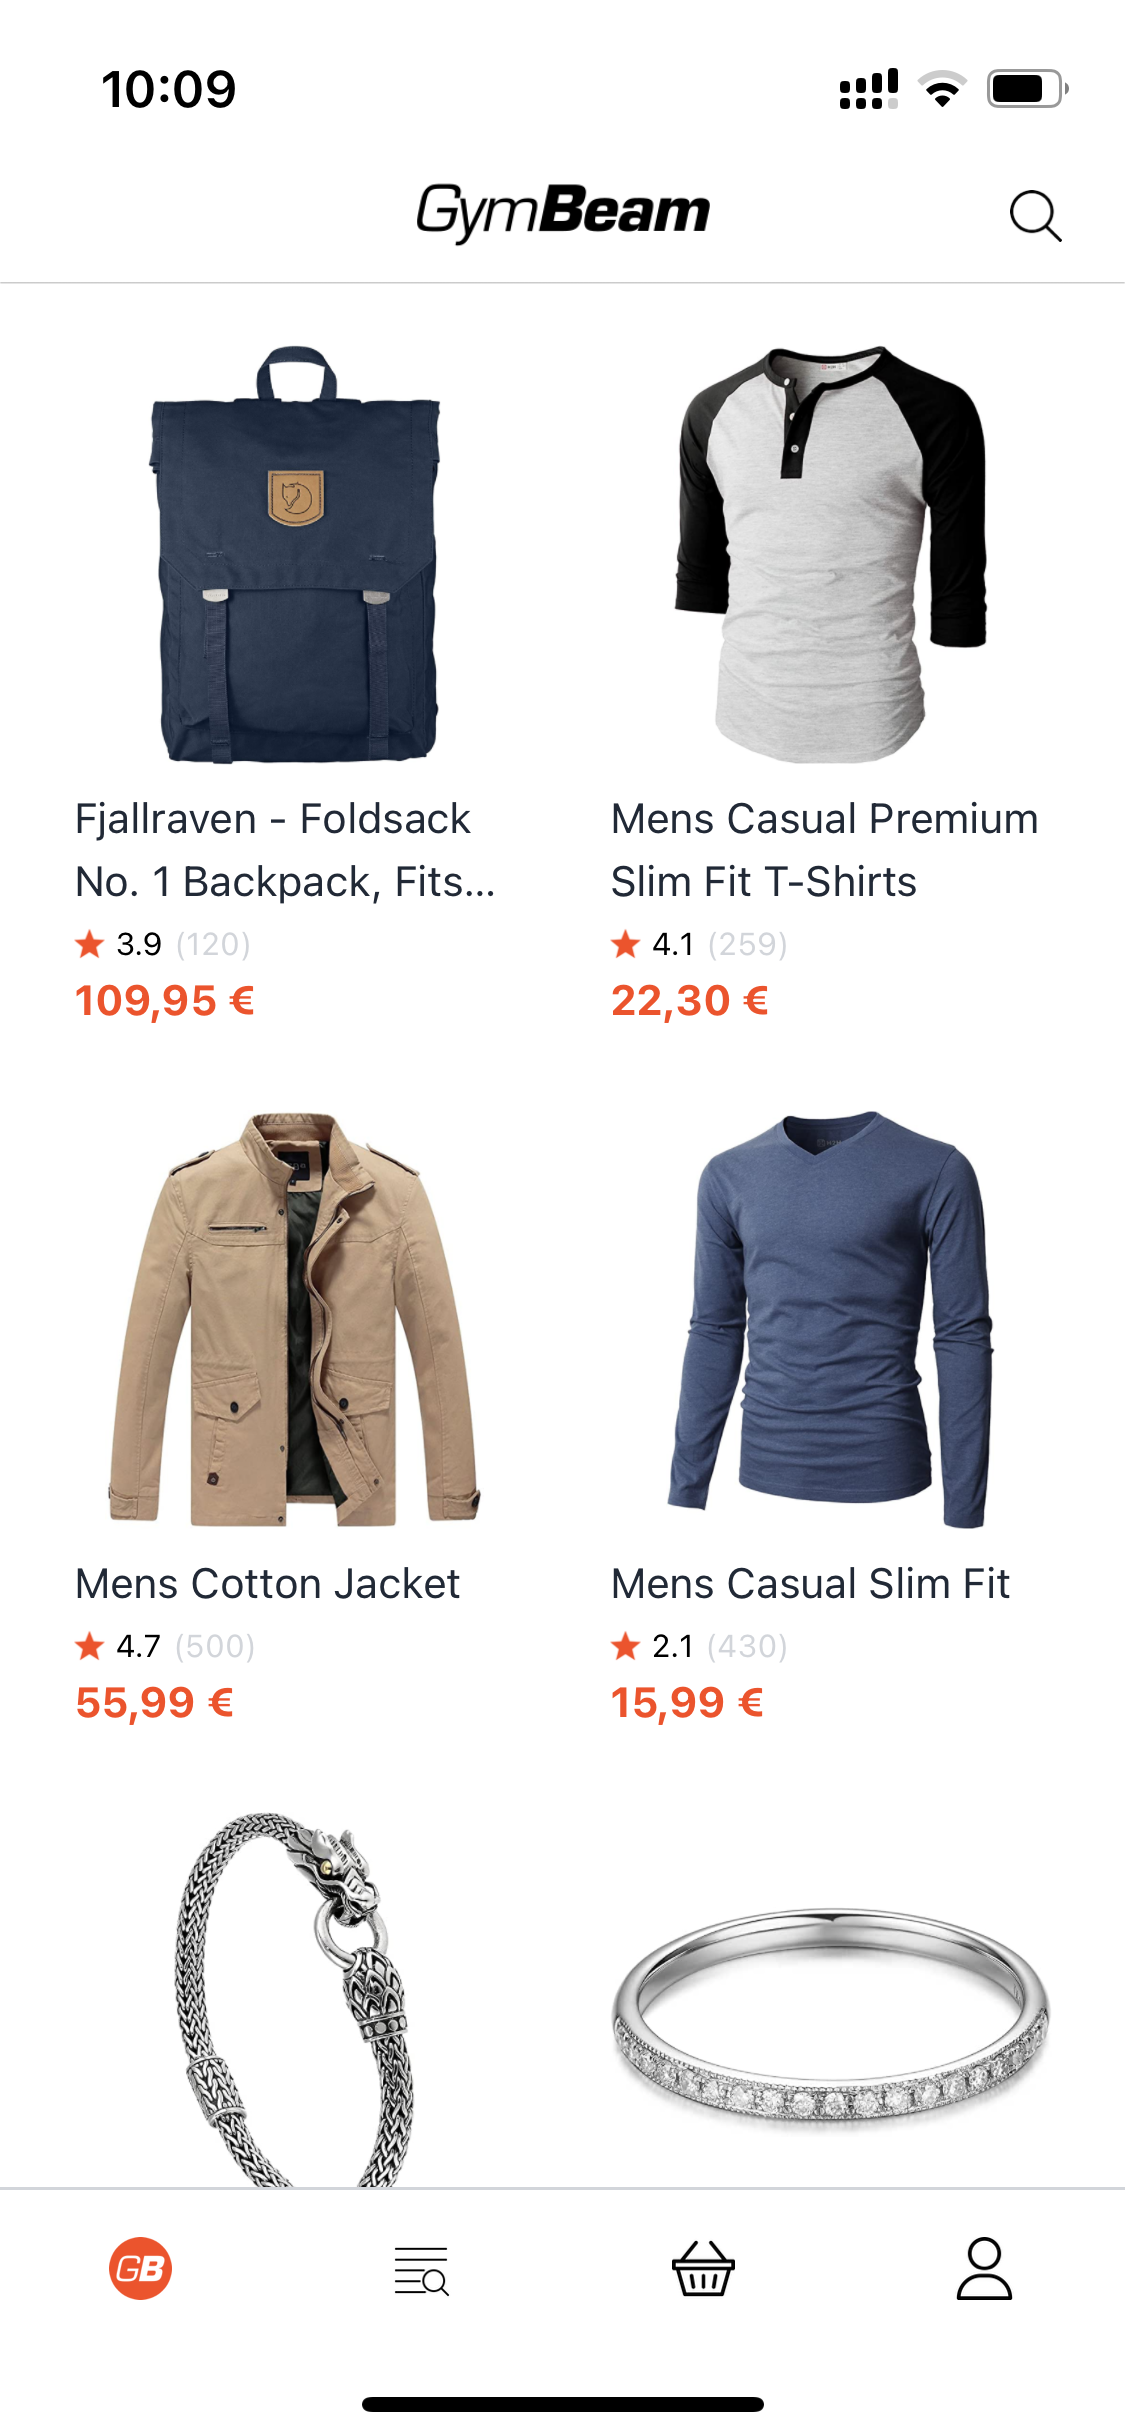 10:09
GymBeam
Fjallraven - Foldsack
No. 1 Backpack, Fits...
3.9 (120)
109,95 €
Mens Casual Premium
Slim Fit T-Shirts
4.1 (259)
22,30 €
Mens Cotton Jacket
4.7 (500)
55,99 €
Mens Casual Slim Fit
2.1 (430)
15,99 €
GB